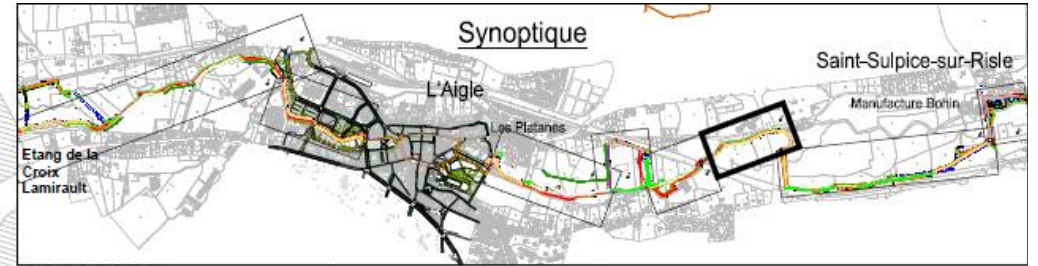 Synoptique
Saint-Sulpice-sur-Risle
L'Aigle
Manufacture Bohin
Les Platanes
Etang de la
Croix
Lamirault